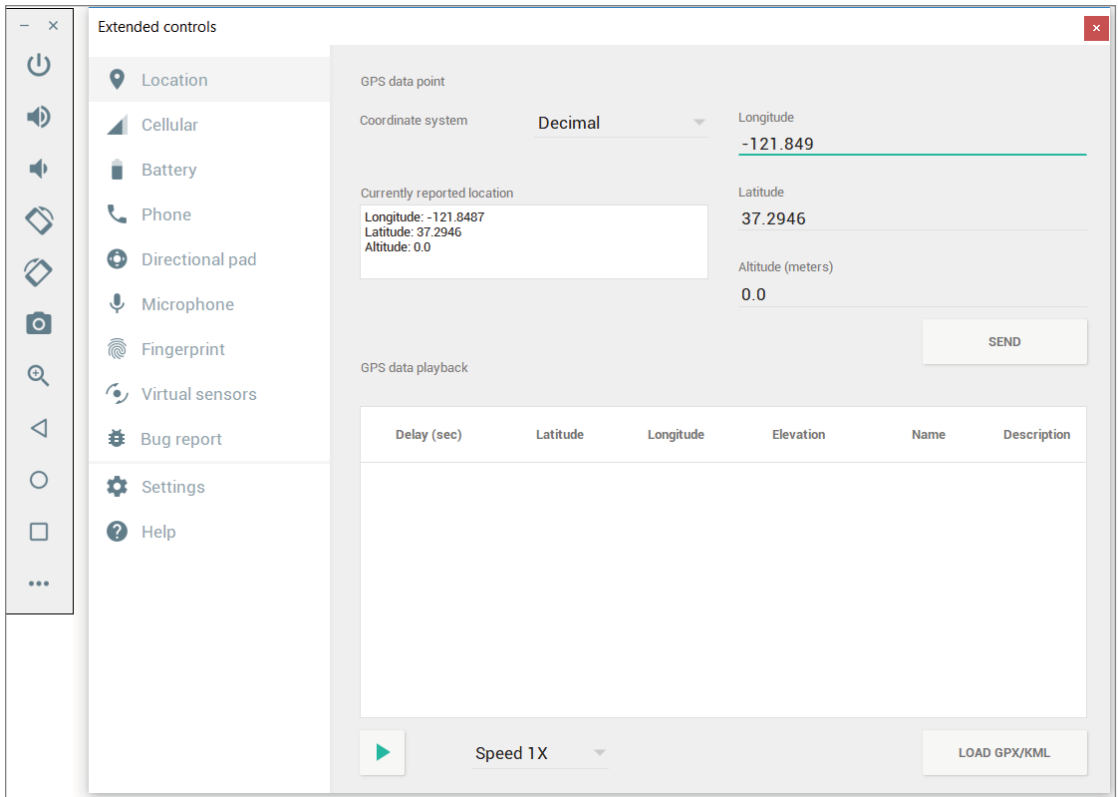 Extended controls
Location
Cellular
Battery
Phone
Directional pad
Microphone
Fingerprint
Virtual sensors
Bug report
Settings
Help
GPS data point
Coordinate system
Decimal
Longitude
-121.849
Currently reported location
Longitude: -121.8487
Latitude: 37.2946
Altitude: 0.0
Latitude
37.2946
Altitude (meters)
0.0
SEND
GPS data playback
Delay (sec) Latitude Longitude Elevation Name Description
Speed 1X
LOAD GPX/KML